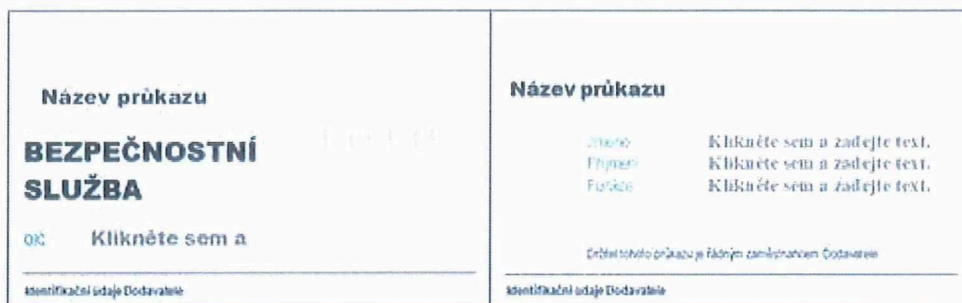 Název průkazu
BEZPEČNOSTNÍ
SLUŽBA
OIČ Klikněte sem a
Identifikační údaje Dodavatele
Název průkazu
Jméno Klikněte sem a zadejte text.
Příjmení Klikněte sem a zadejte text.
Funkce Klikněte sem a zadejte text.
Držitel tohoto průkazu je řádným zaměstnancem Dodavatele
Identifikační údaje Dodavatele